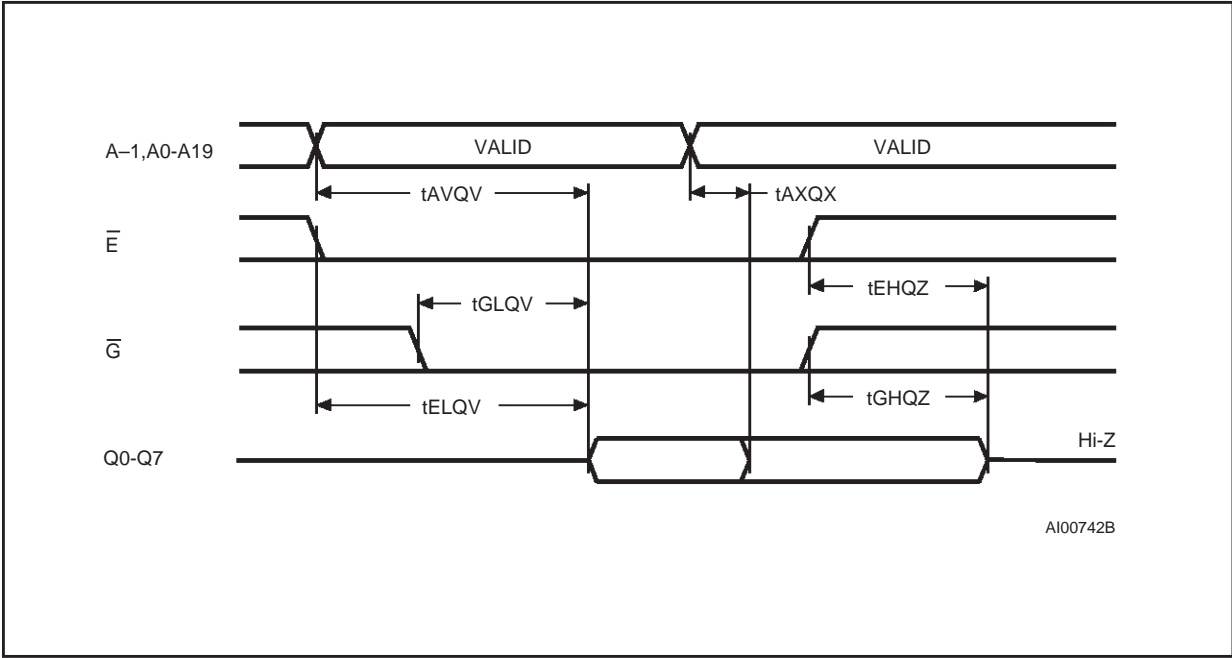 A–1,A0-A19
VALID
VALID
tAVQV
tAXQX
E̅
tEHQZ
tGLQV
G̅
tGHQZ
tELQV
Hi-Z
Q0-Q7
AI00742B